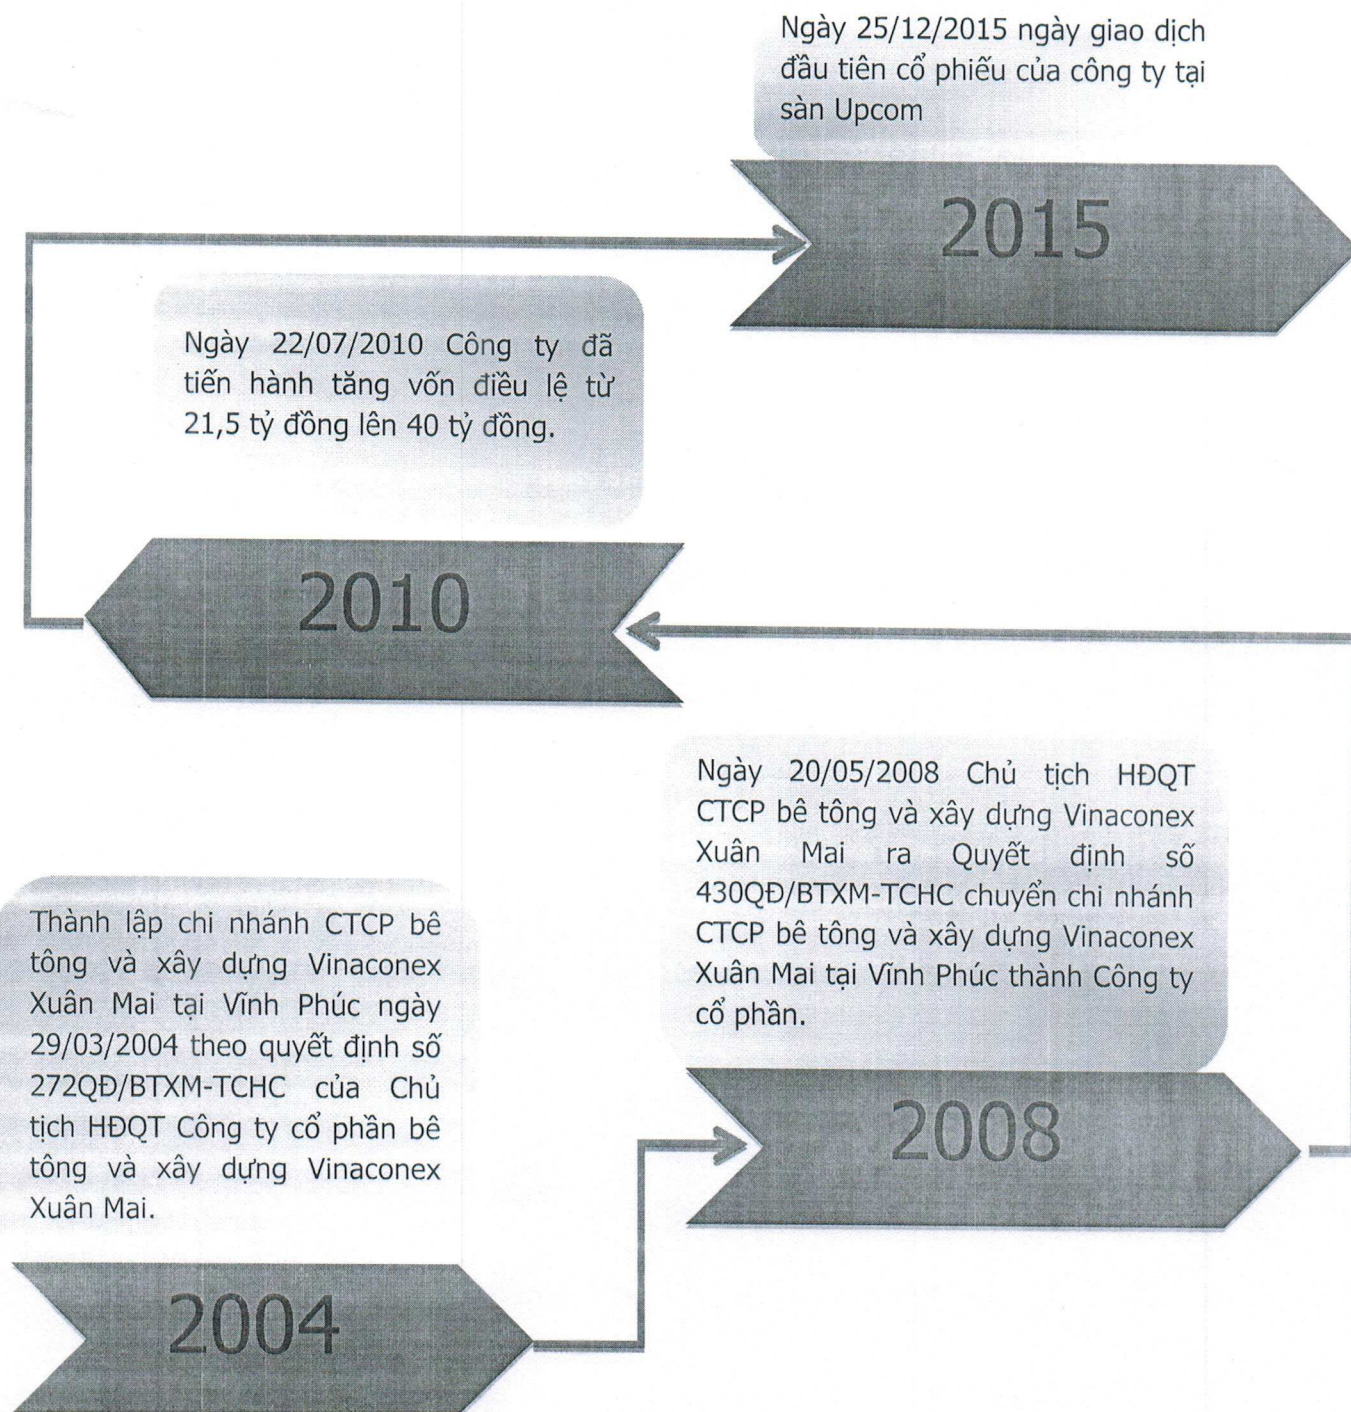 Ngày 25/12/2015 ngày giao dịch
đầu tiên cổ phiếu của công ty tại
sàn Upcom
2015
Ngày 22/07/2010 Công ty đã
tiến hành tăng vốn điều lệ từ
21,5 tỷ đồng lên 40 tỷ đồng.
2010
Ngày 20/05/2008 Chủ tịch HĐQT
CTCP bê tông và xây dựng Vinaconex
Xuân Mai ra Quyết định số
430QĐ/BTXM-TCHC chuyển chi nhánh
CTCP bê tông và xây dựng Vinaconex
Xuân Mai tại Vĩnh Phúc thành Công ty
cổ phần.
2008
Thành lập chi nhánh CTCP bê
tông và xây dựng Vinaconex
Xuân Mai tại Vĩnh Phúc ngày
29/03/2004 theo quyết định số
272QĐ/BTXM-TCHC của Chủ
tịch HĐQT Công ty cổ phần bê
tông và xây dựng Vinaconex
Xuân Mai.
2004